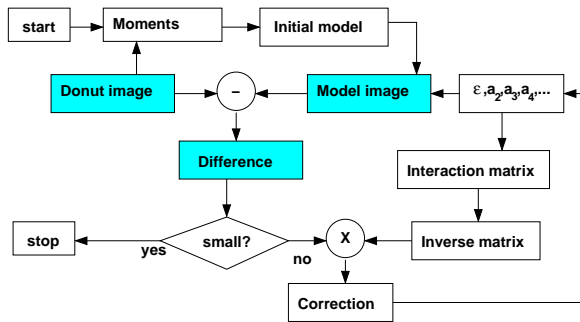 start
Moments
Initial model
Donut image
–
Model image
ε,a2,a3,a4,...
Difference
Interaction matrix
stop
yes
small?
no
X
Inverse matrix
Correction